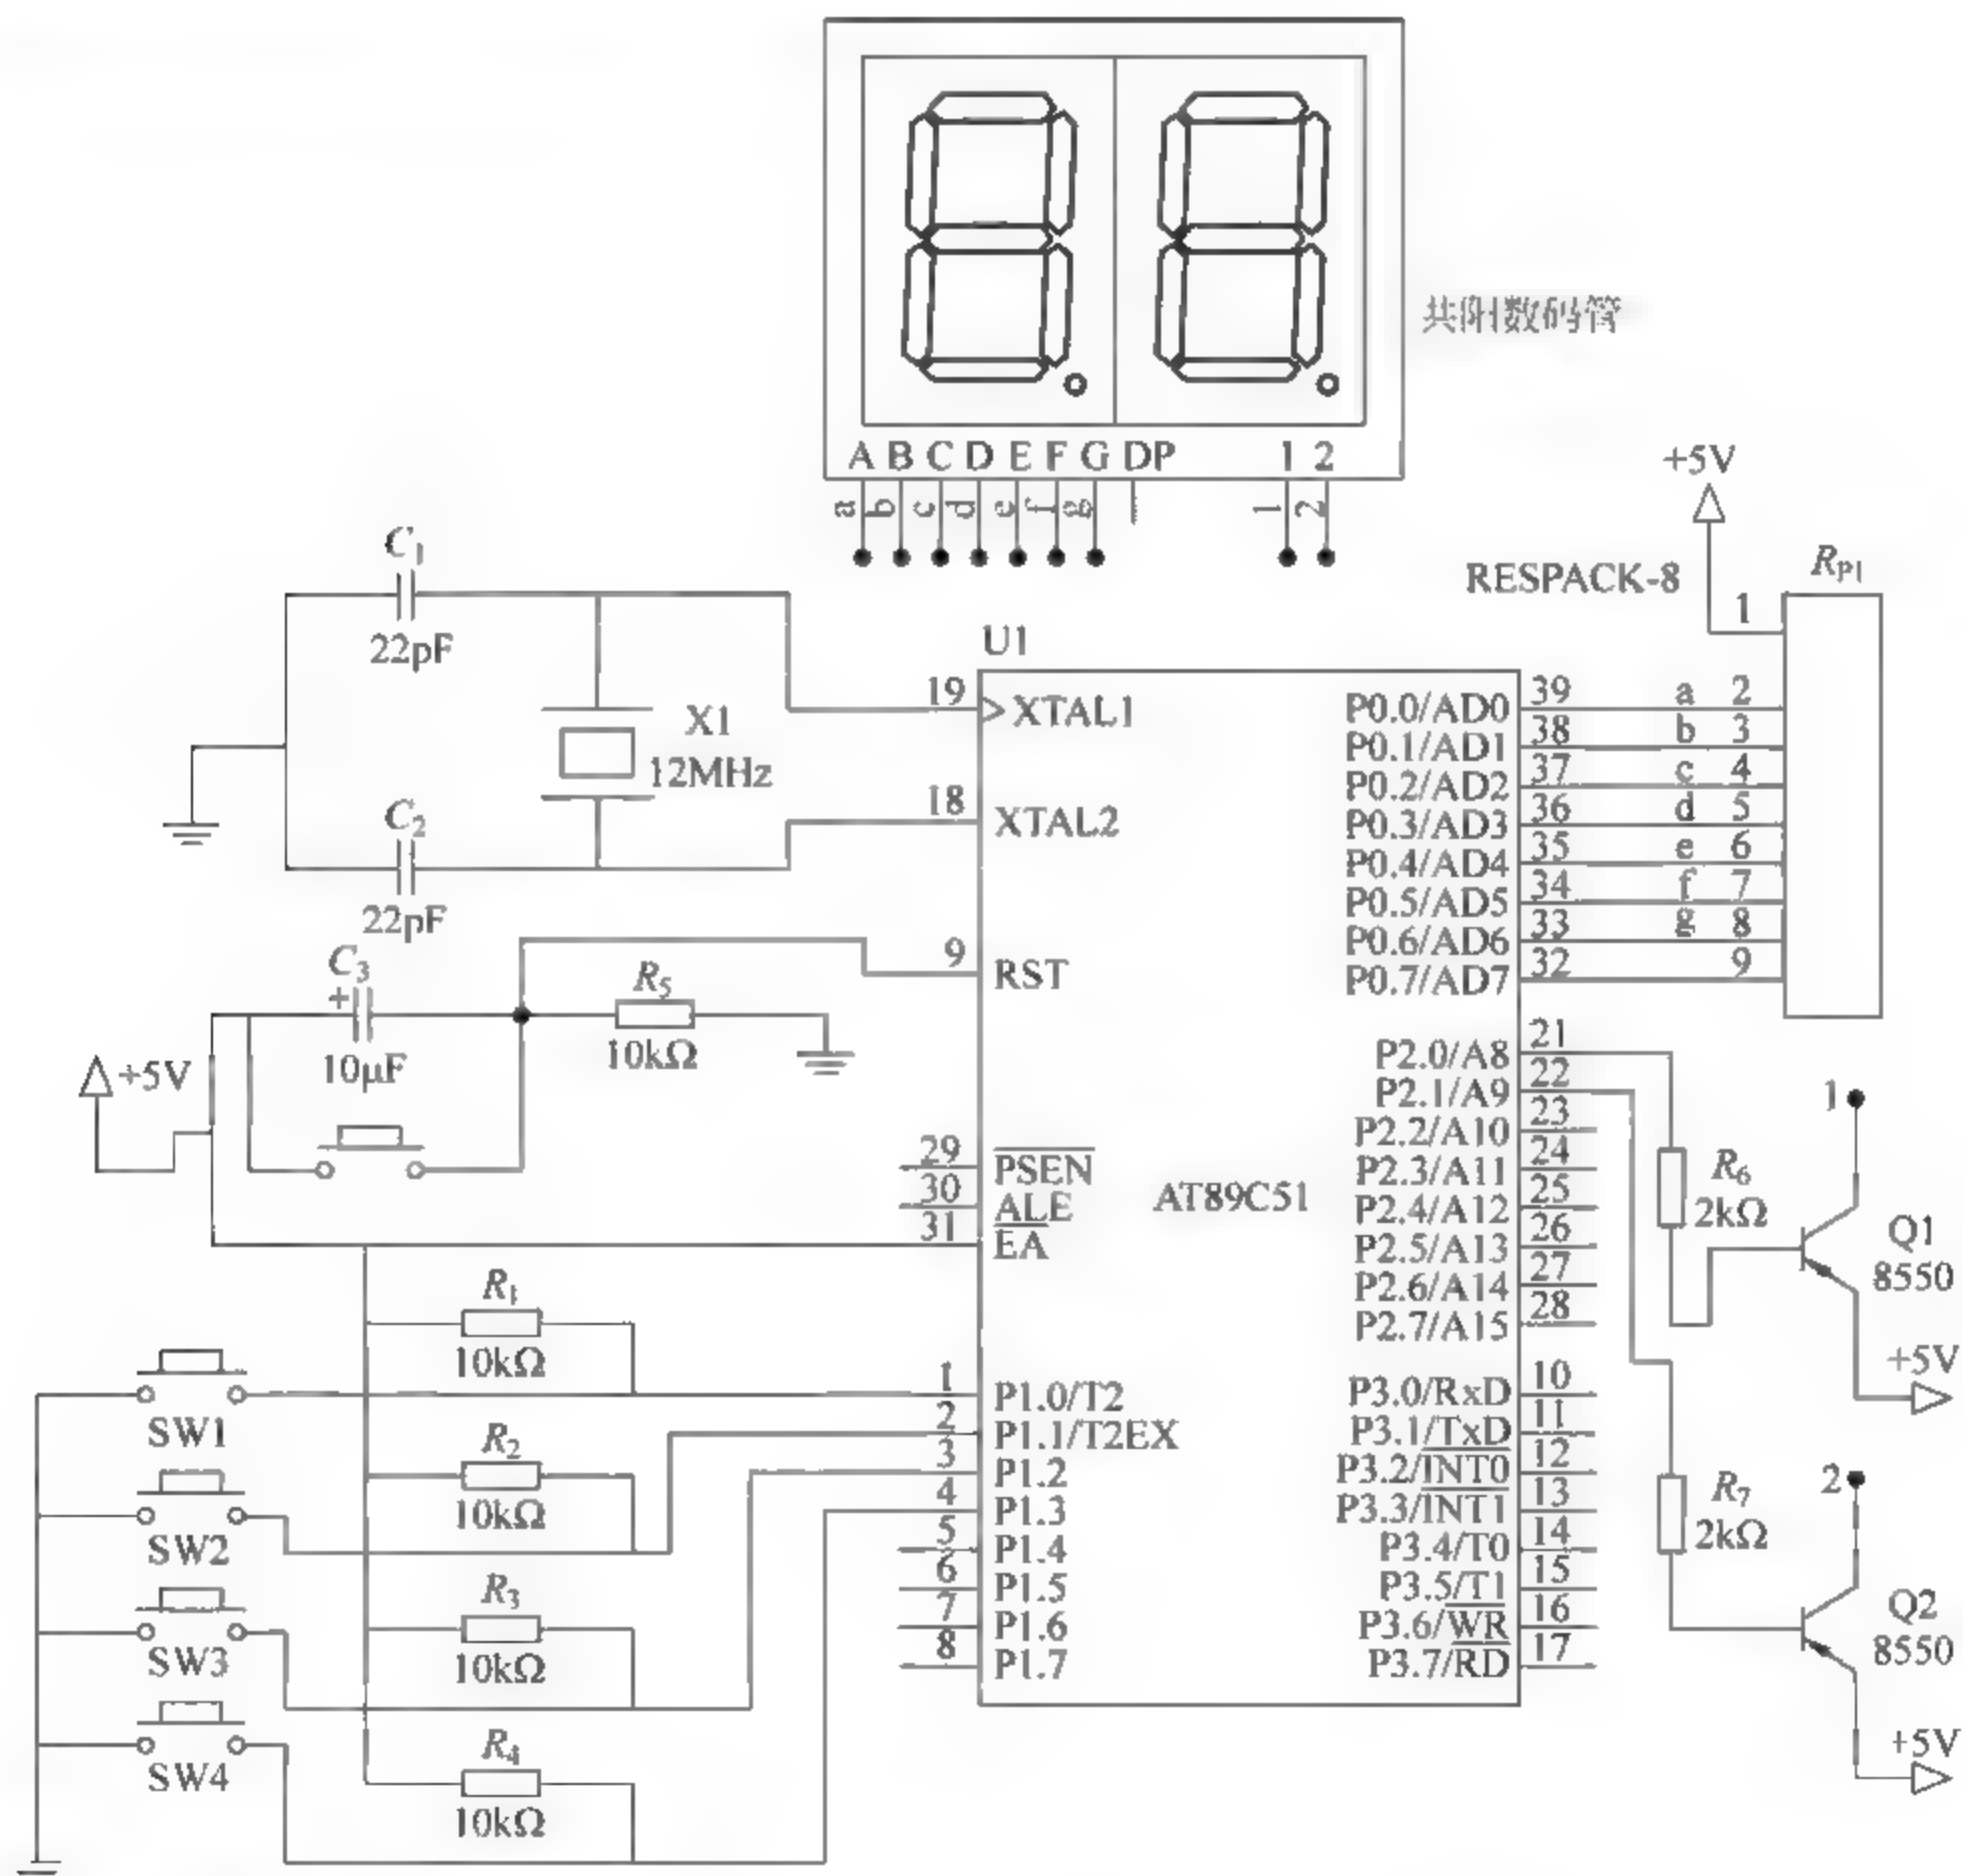 共阳数码管
A B C D E F G DP 1 2
a b c d e f g 1 2
+5V
C1
22pF
X1
12MHz
C2
22pF
RESPACK-8
RP1
1
U1
19 XTAL1
18 XTAL2
9 RST
29 PSEN
30 ALE
31 EA
AT89C51
1 P1.0/T2
2 P1.1/T2EX
3 P1.2
4 P1.3
5 P1.4
6 P1.5
7 P1.6
8 P1.7
P0.0/AD0 39 a 2
P0.1/AD1 38 b 3
P0.2/AD2 37 c 4
P0.3/AD3 36 d 5
P0.4/AD4 35 e 6
P0.5/AD5 34 f 7
P0.6/AD6 33 g 8
P0.7/AD7 32 9
P2.0/A8 21
P2.1/A9 22
P2.2/A10 23
P2.3/A11 24
P2.4/A12 25
P2.5/A13 26
P2.6/A14 27
P2.7/A15 28
P3.0/RxD 10
P3.1/TxD 11
P3.2/INT0 12
P3.3/INT1 13
P3.4/T0 14
P3.5/T1 15
P3.6/WR 16
P3.7/RD 17
C3
+
10μF
R5
10kΩ
+5V
R1
10kΩ
SW1
R2
10kΩ
SW2
R3
10kΩ
SW3
R4
10kΩ
SW4
1
R6
2kΩ
Q1
8550
+5V
2
R7
2kΩ
Q2
8550
+5V